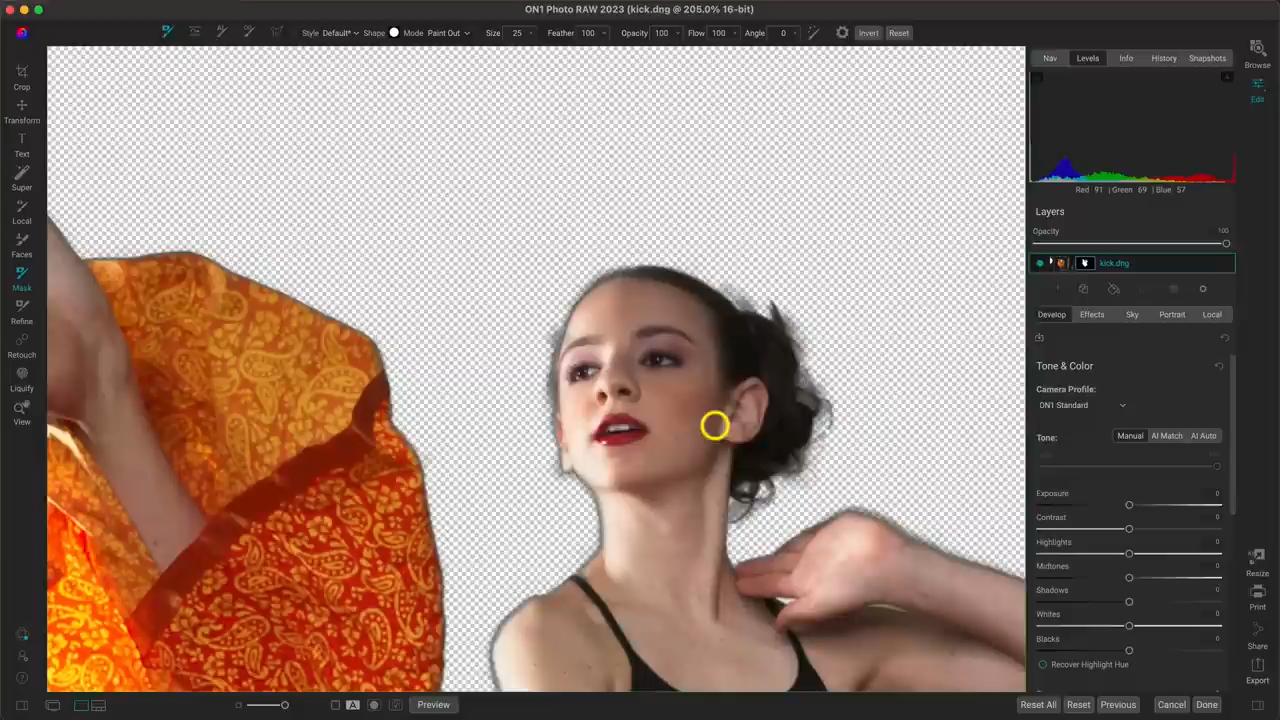 ON1 Photo RAW 2023 (kick.dng @ 205.0% 16-bit)
Style Default* Shape Mode Paint Out Size 25 Feather 100 Opacity 100 Flow 100 Angle 0 Invert Reset
Crop
Transform
Text
Super
Local
Faces
Mask
Refine
Retouch
Liquify
View
Nav Levels Info History Snapshots
Red 91 | Green 69 | Blue 57
Layers
Opacity 100
kick.dng
Develop Effects Sky Portrait Local
Tone & Color
Camera Profile:
ON1 Standard
Tone: Manual AI Match AI Auto
Exposure 0
Contrast 0
Highlights 0
Midtones 0
Shadows 0
Whites 0
Blacks 0
Recover Highlight Hue
Browse
Edit
Resize
Print
Share
Export
A Preview Reset All Reset Previous Cancel Done